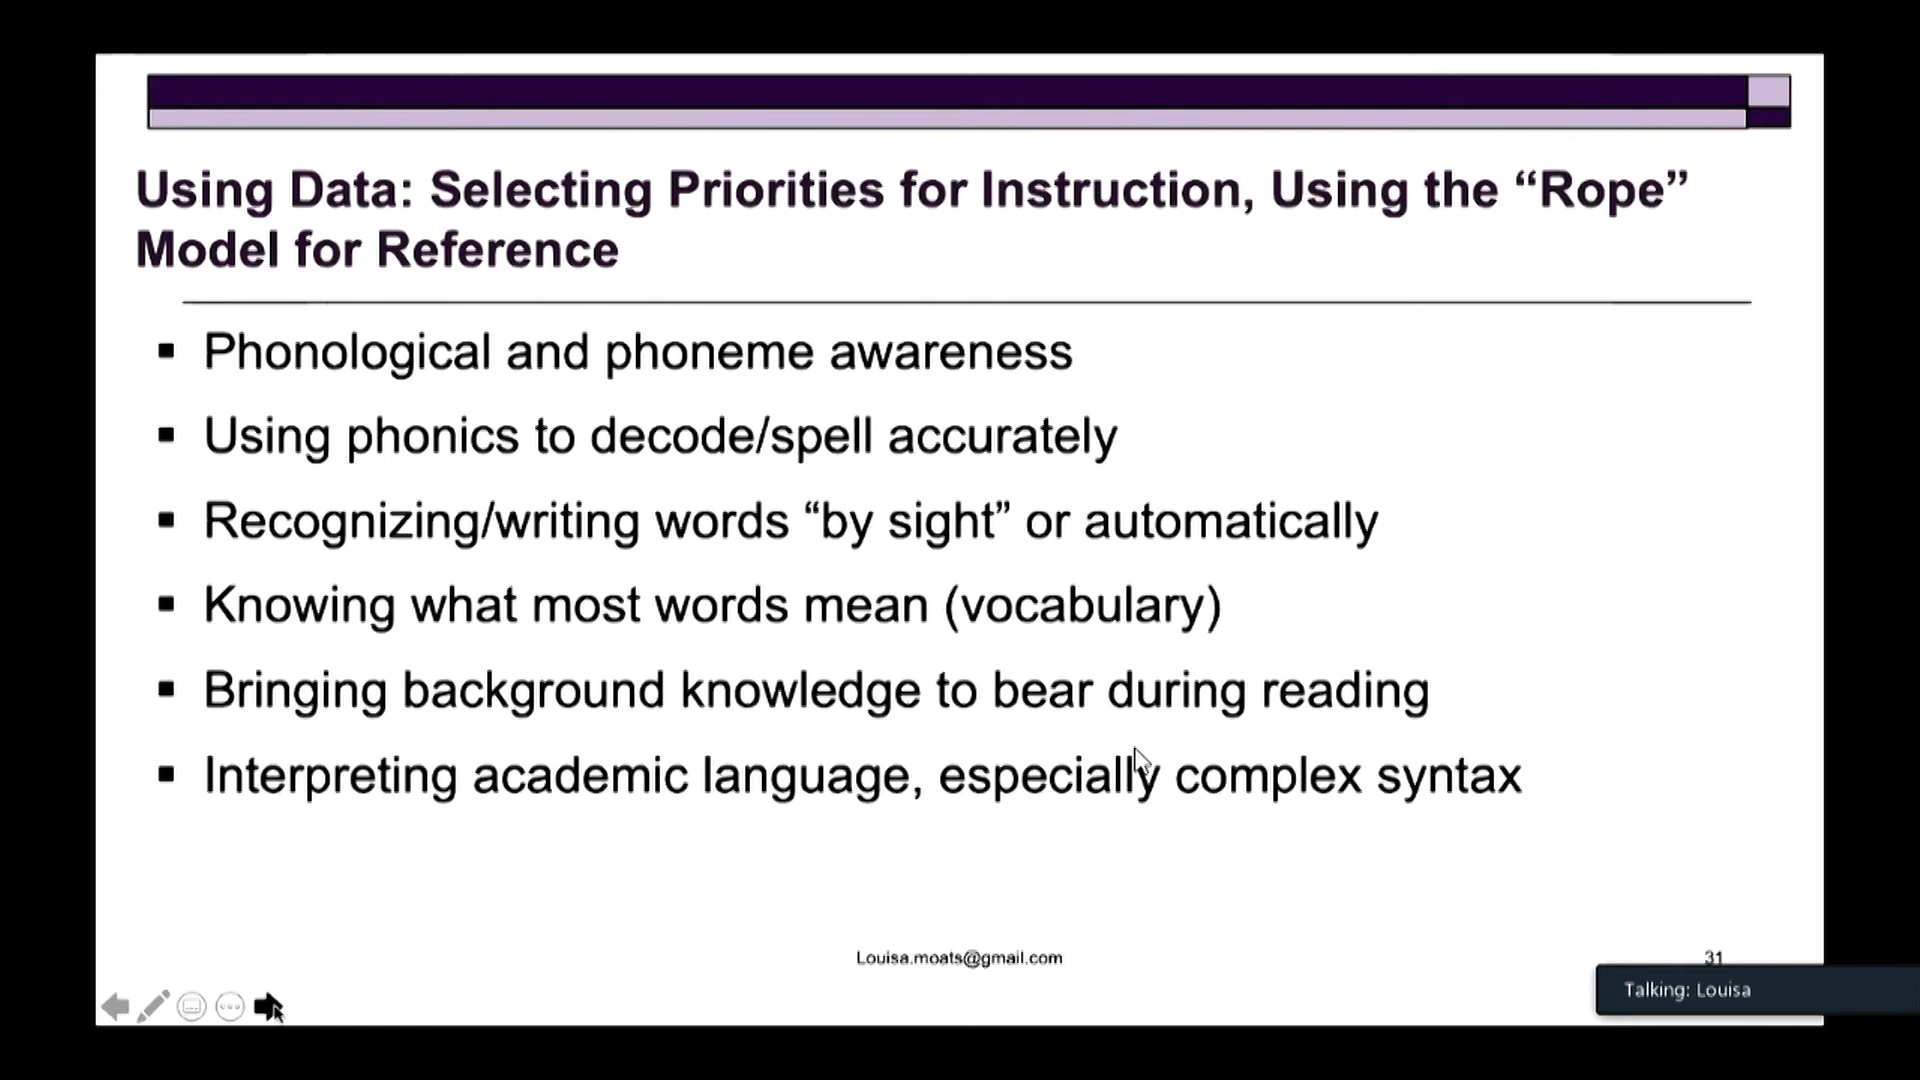 Using Data: Selecting Priorities for Instruction, Using the “Rope”
Model for Reference
Phonological and phoneme awareness
Using phonics to decode/spell accurately
Recognizing/writing words “by sight” or automatically
Knowing what most words mean (vocabulary)
Bringing background knowledge to bear during reading
Interpreting academic language, especially complex syntax
Louisa.moats@gmail.com
31
Talking: Louisa